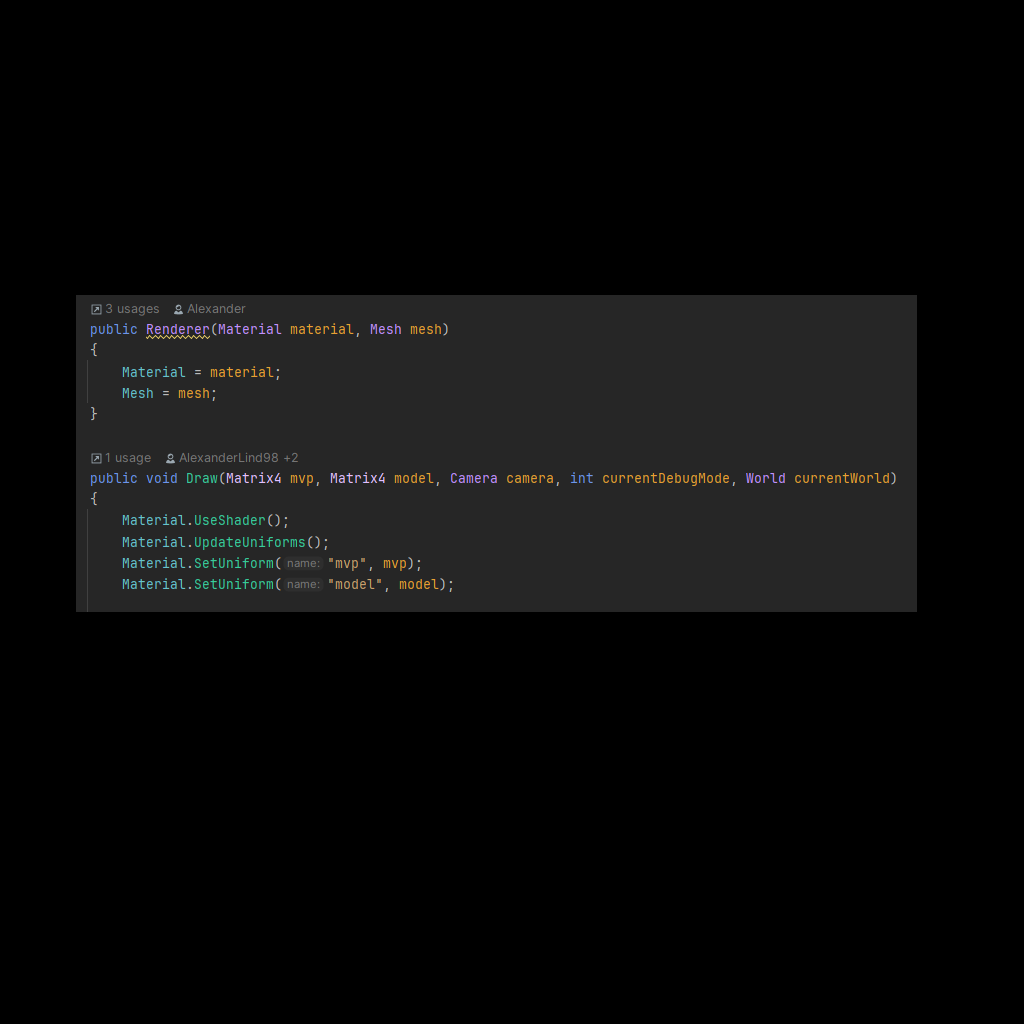 3 usages Alexander
public Renderer(Material material, Mesh mesh)
{
Material = material;
Mesh = mesh;
}
1 usage AlexanderLind98 +2
public void Draw(Matrix4 mvp, Matrix4 model, Camera camera, int currentDebugMode, World currentWorld)
{
Material.UseShader();
Material.UpdateUniforms();
Material.SetUniform( name: "mvp", mvp);
Material.SetUniform( name: "model", model);